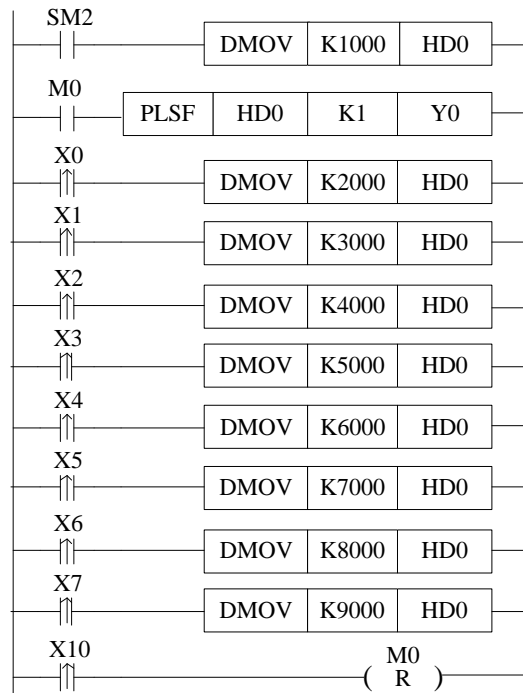 SM2
DMOV K1000 HD0
M0
PLSF HD0 K1 Y0
X0
DMOV K2000 HD0
X1
DMOV K3000 HD0
X2
DMOV K4000 HD0
X3
DMOV K5000 HD0
X4
DMOV K6000 HD0
X5
DMOV K7000 HD0
X6
DMOV K8000 HD0
X7
DMOV K9000 HD0
X10
M0
( R )